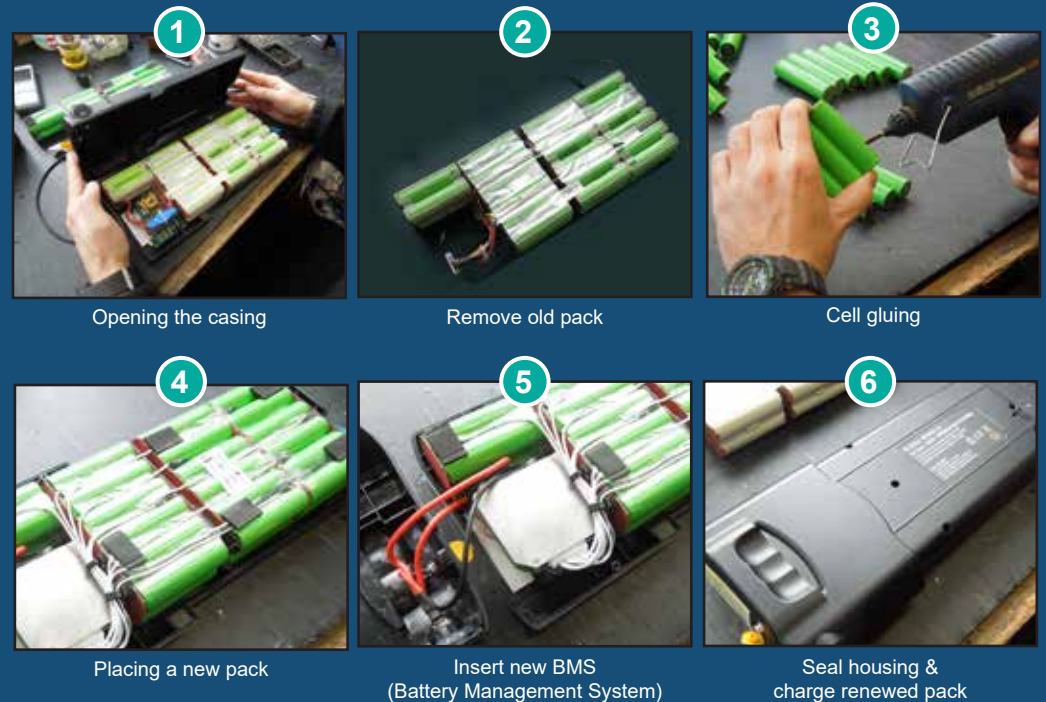 1
2
3
Opening the casing
Remove old pack
Cell gluing
4
5
6
Placing a new pack
Insert new BMS
(Battery Management System)
Seal housing &
charge renewed pack